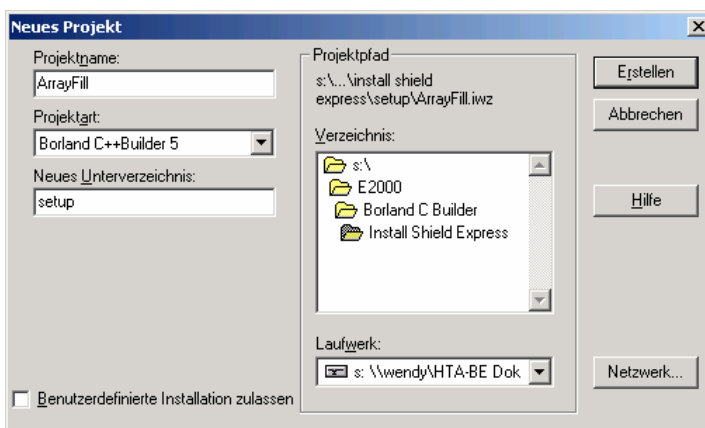 Neues Projekt
Projektname:
ArrayFill
Projektart:
Borland C++Builder 5
Neues Unterverzeichnis:
setup
Benutzerdefinierte Installation zulassen
Projektpfad
s:\...\install shield
express\setup\ArrayFill.iwz
Verzeichnis:
s:\
E2000
Borland C Builder
Install Shield Express
Laufwerk:
s: \\wendy\HTA-BE Dok
Erstellen
Abbrechen
Hilfe
Netzwerk...